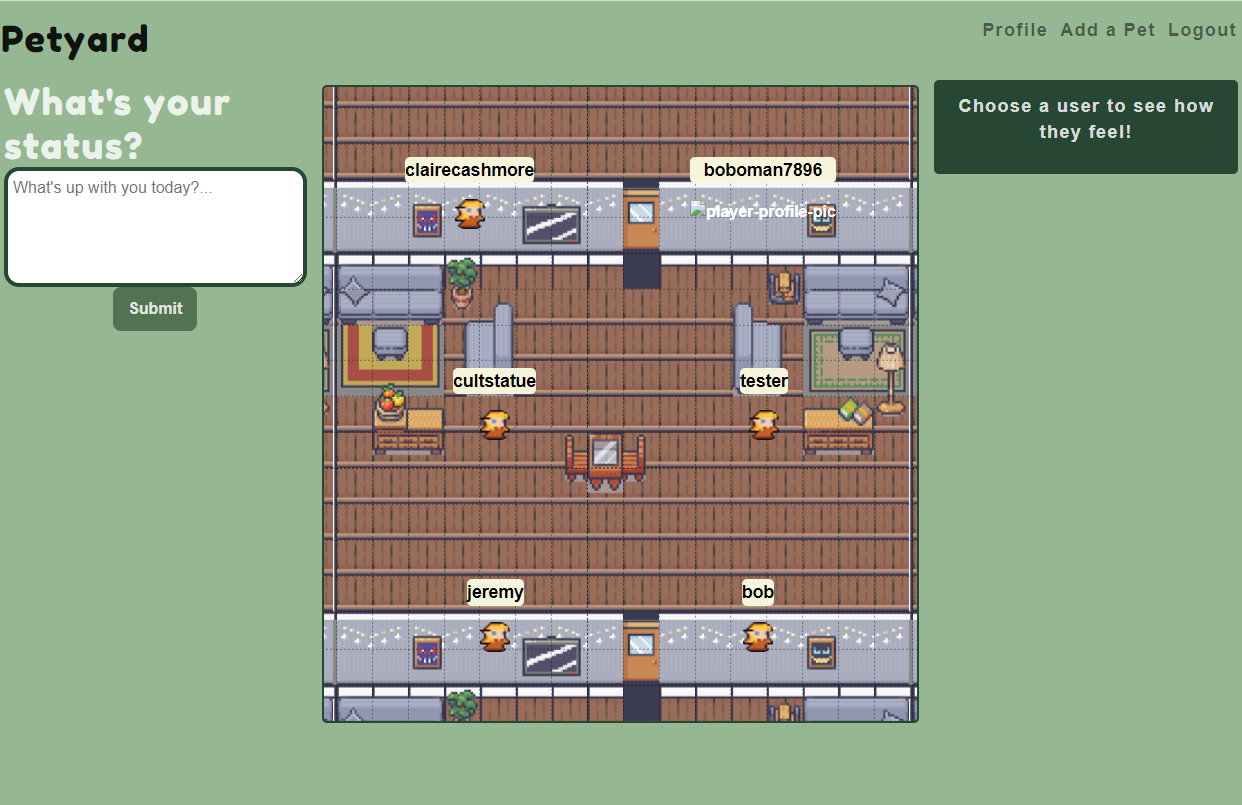 Petyard
Profile Add a Pet Logout
What's your
status?
What's up with you today?...
Submit
clairecashmore
boboman7896
player-profile-pic
cultstatue
tester
jeremy
bob
Choose a user to see how
they feel!